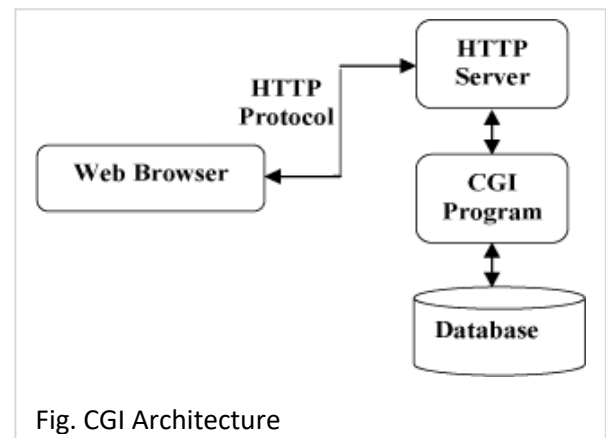 HTTP
Server
HTTP
Protocol
Web Browser
CGI
Program
Database
Fig. CGI Architecture